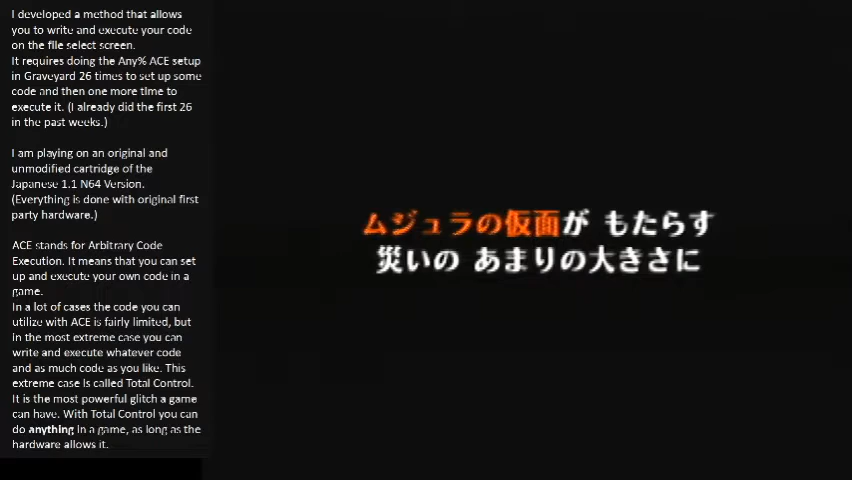 I developed a method that allows
you to write and execute your code
on the file select screen.
It requires doing the Any% ACE setup
in Graveyard 26 times to set up some
code and then one more time to
execute it. (I already did the first 26
in the past weeks.)
I am playing on an original and
unmodified cartridge of the
Japanese 1.1 N64 Version.
(Everything is done with original first
party hardware.)
ACE stands for Arbitrary Code
Execution. It means that you can set
up and execute your own code in a
game.
In a lot of cases the code you can
utilize with ACE is fairly limited, but
in the most extreme case you can
write and execute whatever code
and as much code as you like. This
extreme case is called Total Control.
It is the most powerful glitch a game
can have. With Total Control you can
do anything in a game, as long as the
hardware allows it.
ムジュラの仮面が もたらす
災いの あまりの大きさに